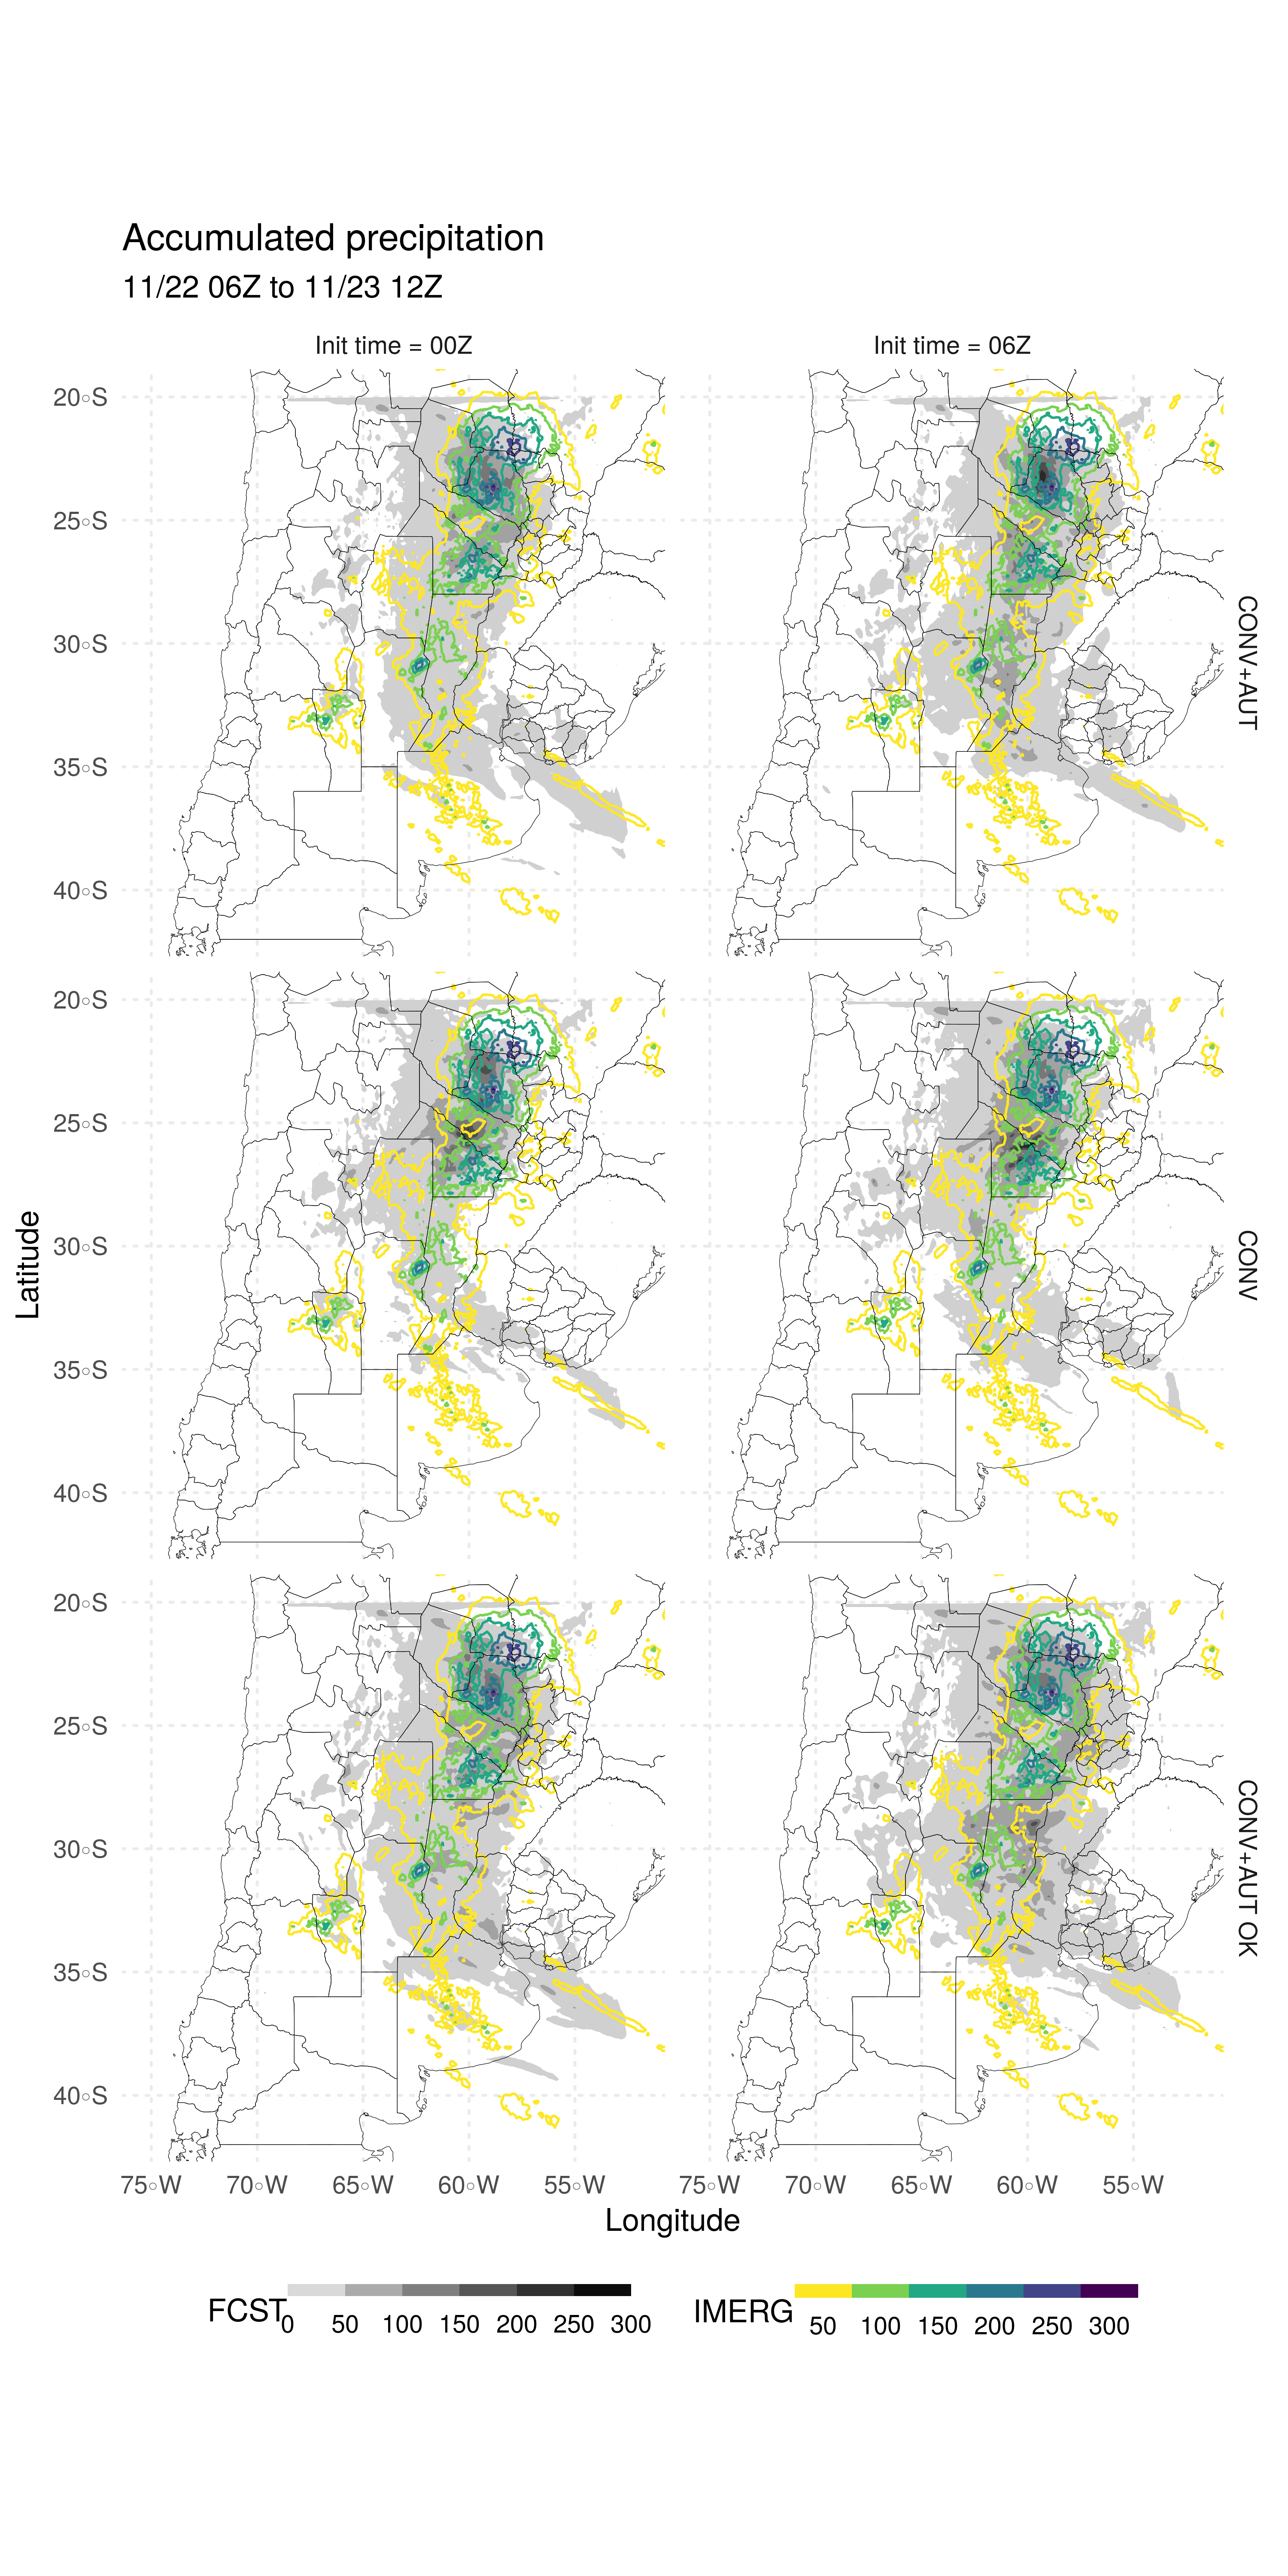 Accumulated precipitation
11/22 06Z to 11/23 12Z
Init time = 00Z
Init time = 06Z
20◦S
25◦S
30◦S
35◦S
40◦S
CONV+AUT
20◦S
25◦S
30◦S
35◦S
40◦S
CONV
Latitude
20◦S
25◦S
30◦S
35◦S
40◦S
CONV+AUT OK
75◦W 70◦W 65◦W 60◦W 55◦W
75◦W 70◦W 65◦W 60◦W 55◦W
Longitude
FCST
0 50 100 150 200 250 300
IMERG
50 100 150 200 250 300